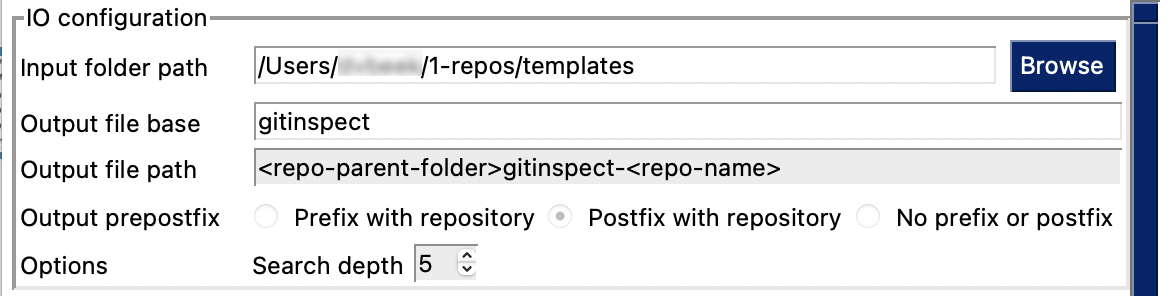 IO configuration
Input folder path /Users/ /1-repos/templates Browse
Output file base gitinspect
Output file path <repo-parent-folder>gitinspect-<repo-name>
Output prepostfix Prefix with repository Postfix with repository No prefix or postfix
Options Search depth 5